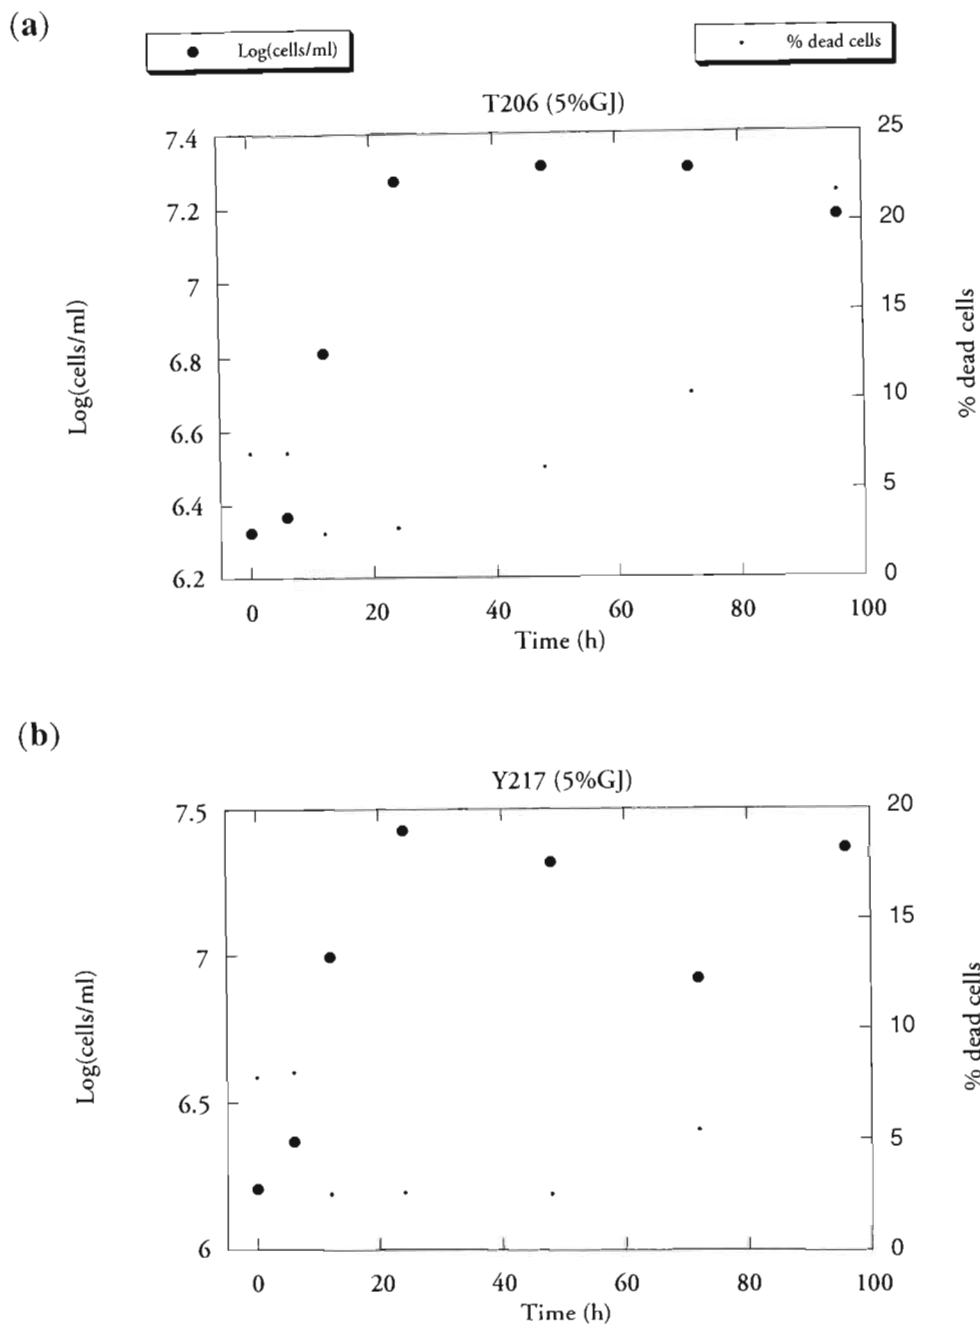 (a)
Log(cells/ml)
% dead cells
T206 (5%GJ)
7.4
7.2
7
6.8
6.6
6.4
6.2
Log(cells/ml)
25
20
15
10
5
0
% dead cells
0 20 40 60 80 100
Time (h)
(b)
Y217 (5%GJ)
7.5
7
6.5
6
Log(cells/ml)
20
15
10
5
0
% dead cells
0 20 40 60 80 100
Time (h)